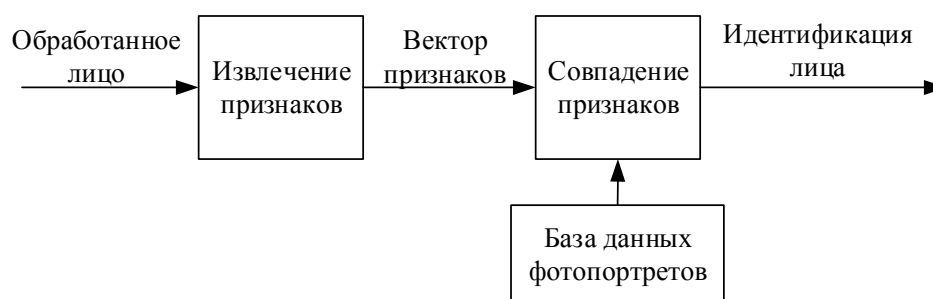 Обработанное
лицо
Извлечение
признаков
Вектор
признаков
Совпадение
признаков
Идентификация
лица
База данных
фотопортретов